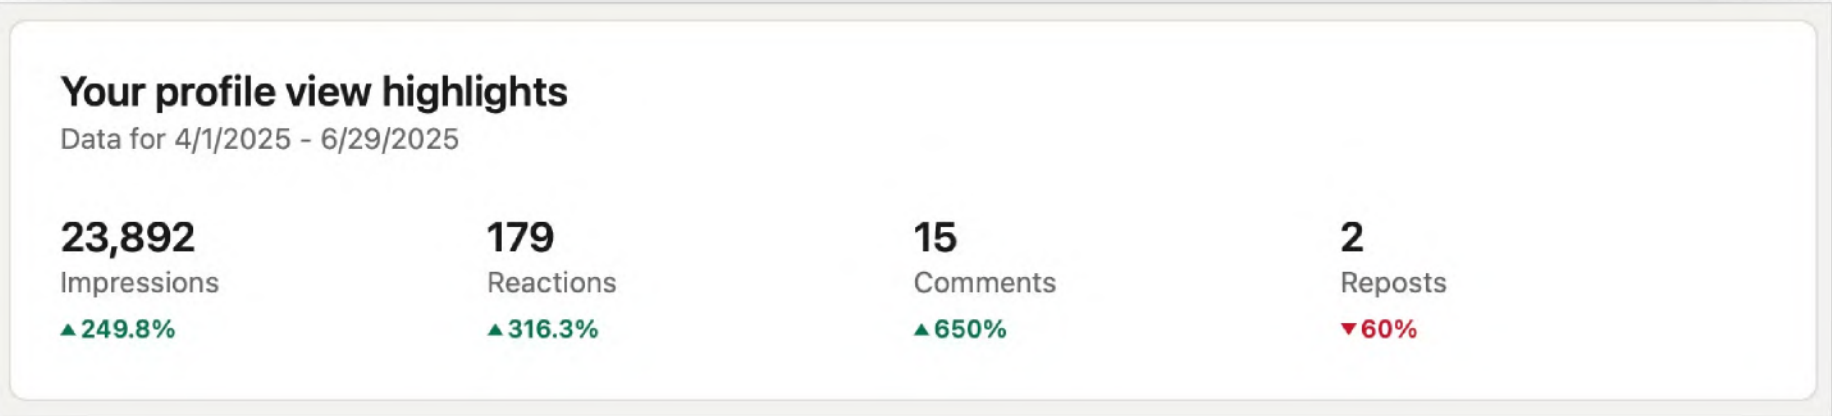 Your profile view highlights
Data for 4/1/2025 - 6/29/2025
23,892 179 15 2
Impressions Reactions Comments Reposts
▲249.8% ▲316.3% ▲650% ▼60%